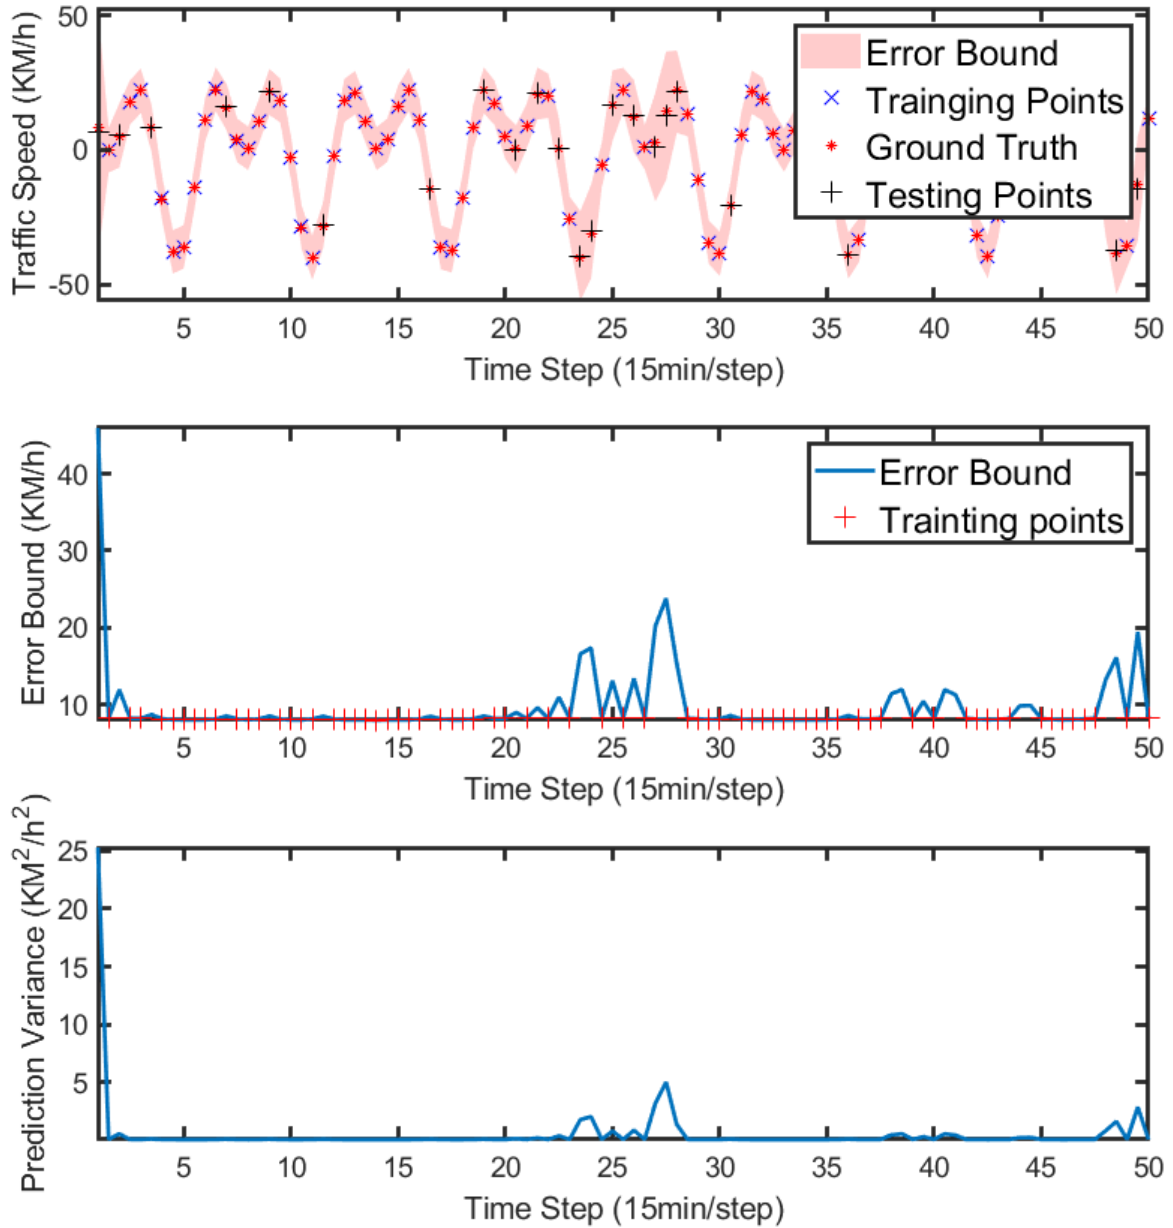 50
0
-50
Traffic Speed (KM/h)
Error Bound
Trainging Points
Ground Truth
Testing Points
5 10 15 20 25 30 35 40 45 50
Time Step (15min/step)
40
30
20
10
Error Bound (KM/h)
Error Bound
Trainting points
5 10 15 20 25 30 35 40 45 50
Time Step (15min/step)
25
20
15
10
5
Prediction Variance (KM²/h²)
5 10 15 20 25 30 35 40 45 50
Time Step (15min/step)